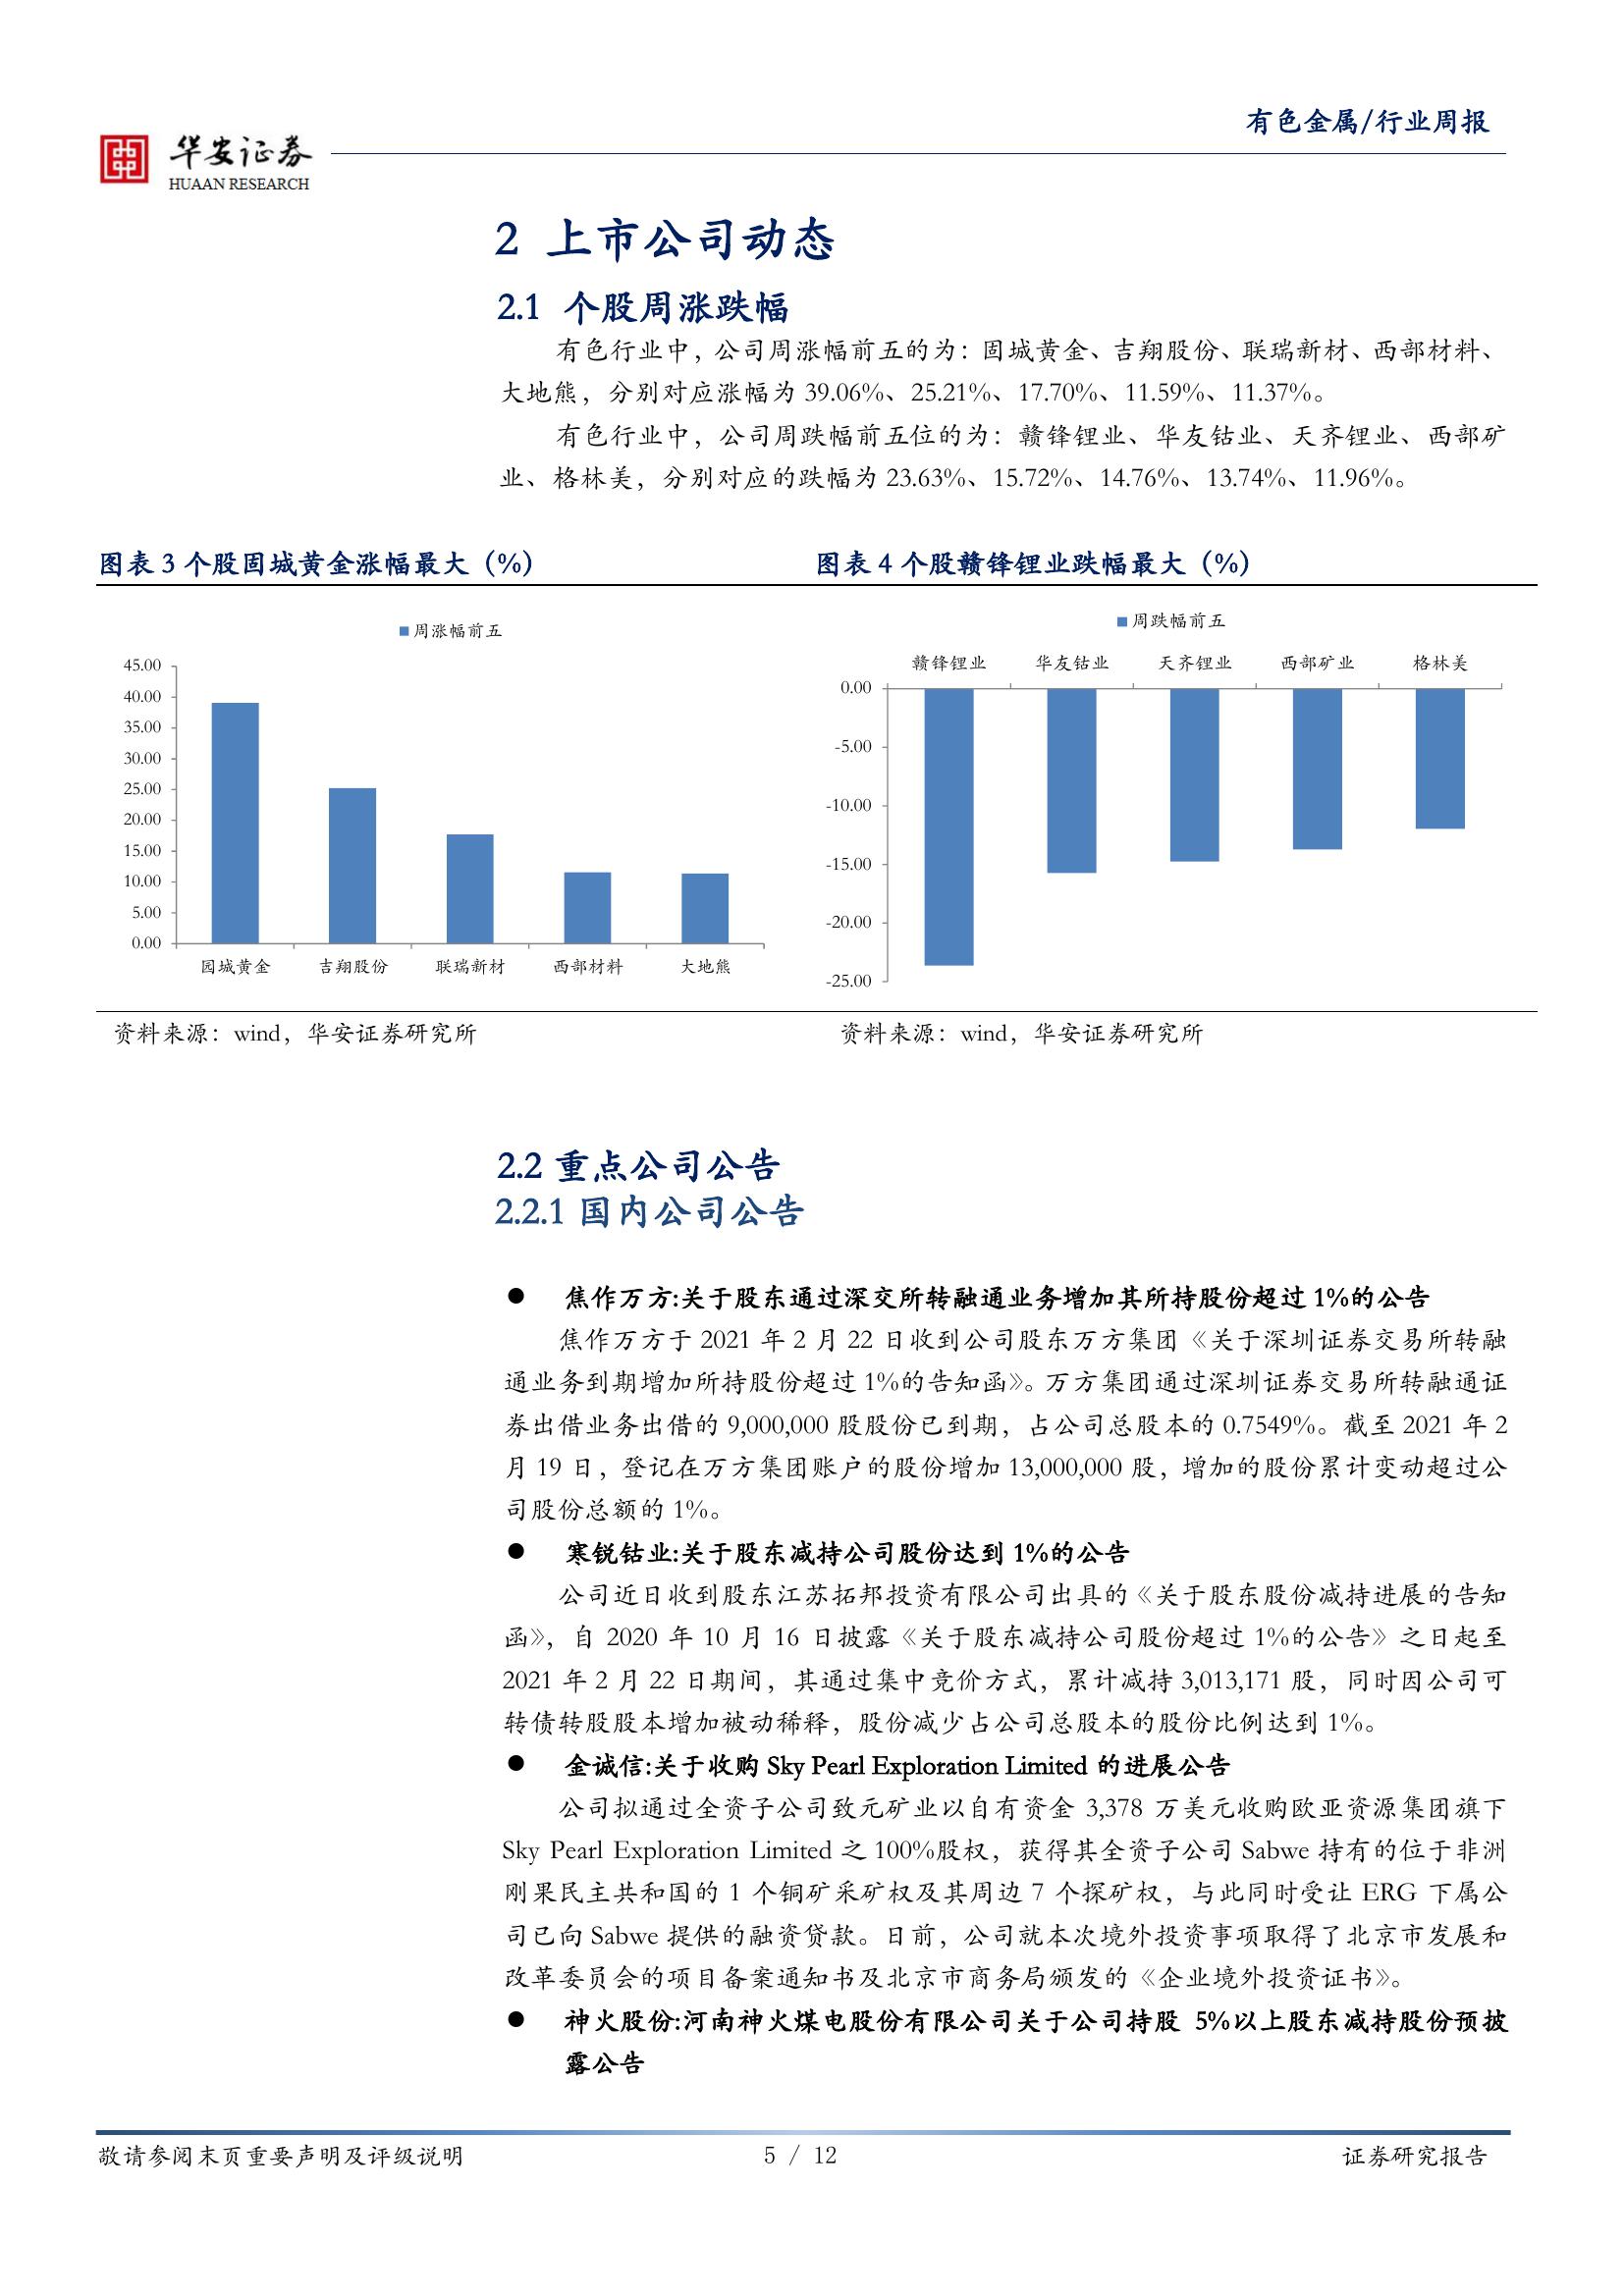 有色金属/行业周报
华安证券
HUAAN RESEARCH
2 上市公司动态
2.1 个股周涨跌幅
有色行业中，公司周涨幅前五的为：园城黄金、吉翔股份、联瑞新材、西部材料、
大地熊，分别对应涨幅为 39.06%、25.21%、17.70%、11.59%、11.37%。
有色行业中，公司周跌幅前五位的为：赣锋锂业、华友钴业、天齐锂业、西部矿
业、格林美，分别对应的跌幅为 23.63%、15.72%、14.76%、13.74%、11.96%。
图表 3 个股园城黄金涨幅最大（%）
周涨幅前五
45.00
40.00
35.00
30.00
25.00
20.00
15.00
10.00
5.00
0.00
园城黄金 吉翔股份 联瑞新材 西部材料 大地熊
资料来源：wind，华安证券研究所
图表 4 个股赣锋锂业跌幅最大（%）
周跌幅前五
赣锋锂业 华友钴业 天齐锂业 西部矿业 格林美
0.00
-5.00
-10.00
-15.00
-20.00
-25.00
资料来源：wind，华安证券研究所
2.2 重点公司公告
2.2.1 国内公司公告
● 焦作万方:关于股东通过深交所转融通业务增加其所持股份超过 1%的公告
焦作万方于 2021 年 2 月 22 日收到公司股东万方集团《关于深圳证券交易所转融
通业务到期增加所持股份超过 1%的告知函》。万方集团通过深圳证券交易所转融通证
券出借业务出借的 9,000,000 股股份已到期，占公司总股本的 0.7549%。截至 2021 年 2
月 19 日，登记在万方集团账户的股份增加 13,000,000 股，增加的股份累计变动超过公
司股份总额的 1%。
● 寒锐钴业:关于股东减持公司股份达到 1%的公告
公司近日收到股东江苏拓邦投资有限公司出具的《关于股东股份减持进展的告知
函》，自 2020 年 10 月 16 日披露《关于股东减持公司股份超过 1%的公告》之日起至
2021 年 2 月 22 日期间，其通过集中竞价方式，累计减持 3,013,171 股，同时因公司可
转债转股股本增加被动稀释，股份减少占公司总股本的股份比例达到 1%。
● 金诚信:关于收购 Sky Pearl Exploration Limited 的进展公告
公司拟通过全资子公司致元矿业以自有资金 3,378 万美元收购欧亚资源集团旗下
Sky Pearl Exploration Limited 之 100%股权，获得其全资子公司 Sabwe 持有的位于非洲
刚果民主共和国的 1 个铜矿采矿权及其周边 7 个探矿权，与此同时受让 ERG 下属公
司已向 Sabwe 提供的融资贷款。日前，公司就本次境外投资事项取得了北京市发展和
改革委员会的项目备案通知书及北京市商务局颁发的《企业境外投资证书》。
● 神火股份:河南神火煤电股份有限公司关于公司持股 5%以上股东减持股份预披
露公告
敬请参阅末页重要声明及评级说明 5 / 12 证券研究报告